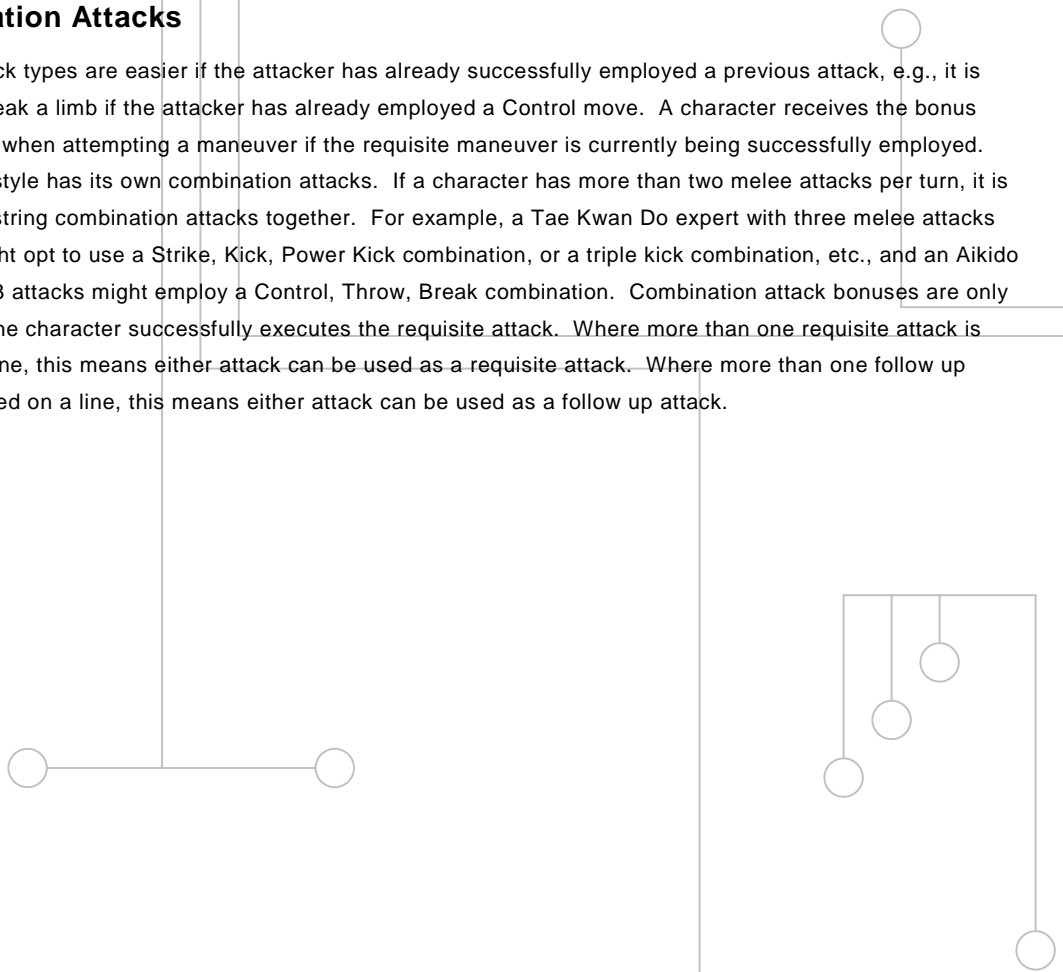 ation Attacks
ck types are easier if the attacker has already successfully employed a previous attack, e.g., it is
eak a limb if the attacker has already employed a Control move. A character receives the bonus
when attempting a maneuver if the requisite maneuver is currently being successfully employed.
style has its own combination attacks. If a character has more than two melee attacks per turn, it is
string combination attacks together. For example, a Tae Kwan Do expert with three melee attacks
ht opt to use a Strike, Kick, Power Kick combination, or a triple kick combination, etc., and an Aikido
3 attacks might employ a Control, Throw, Break combination. Combination attack bonuses are only
he character successfully executes the requisite attack. Where more than one requisite attack is
ne, this means either attack can be used as a requisite attack. Where more than one follow up
ed on a line, this means either attack can be used as a follow up attack.